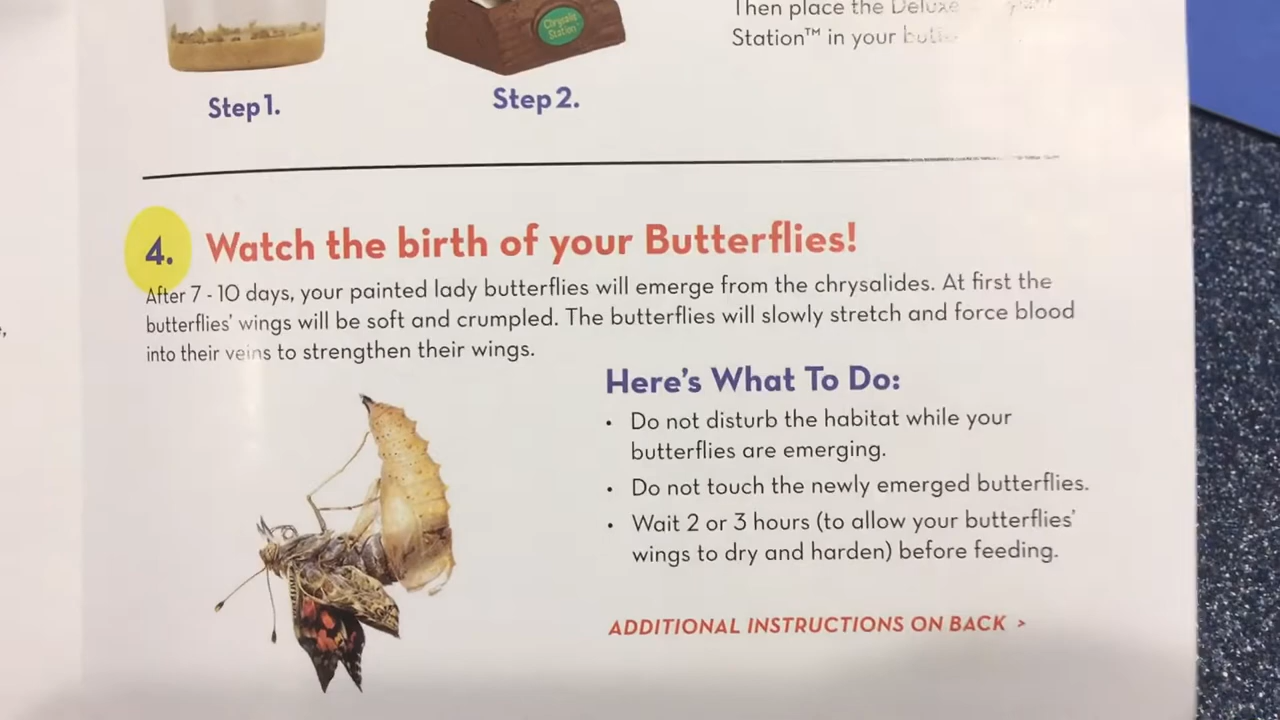 Then place the Deluxe
Chrysalis
Station™
Station™ in your
Step 1.
Step 2.
4. Watch the birth of your Butterflies!
After 7 - 10 days, your painted lady butterflies will emerge from the chrysalides. At first the
butterflies' wings will be soft and crumpled. The butterflies will slowly stretch and force blood
into their veins to strengthen their wings.
Here's What To Do:
• Do not disturb the habitat while your
butterflies are emerging.
• Do not touch the newly emerged butterflies.
• Wait 2 or 3 hours (to allow your butterflies'
wings to dry and harden) before feeding.
ADDITIONAL INSTRUCTIONS ON BACK >